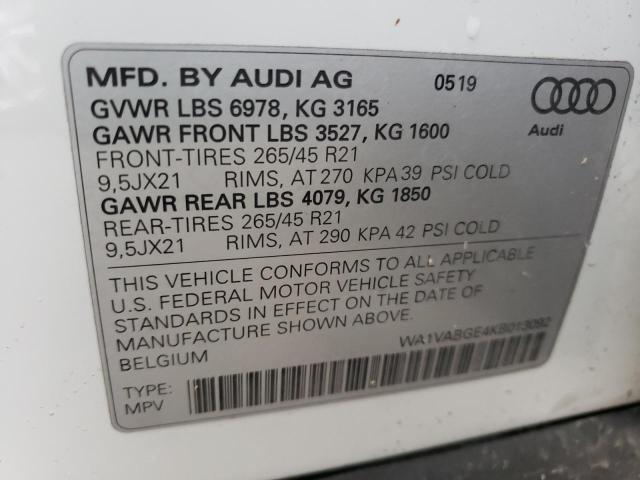 MFD. BY AUDI AG 0519
GVWR LBS 6978, KG 3165
GAWR FRONT LBS 3527, KG 1600
Audi
FRONT-TIRES 265/45 R21
9,5JX21 RIMS, AT 270 KPA 39 PSI COLD
GAWR REAR LBS 4079, KG 1850
REAR-TIRES 265/45 R21
9,5JX21 RIMS, AT 290 KPA 42 PSI COLD
THIS VEHICLE CONFORMS TO ALL APPLICABLE
U.S. FEDERAL MOTOR VEHICLE SAFETY
STANDARDS IN EFFECT ON THE DATE OF
MANUFACTURE SHOWN ABOVE.
BELGIUM WA1VABGE4KB013092
TYPE:
MPV